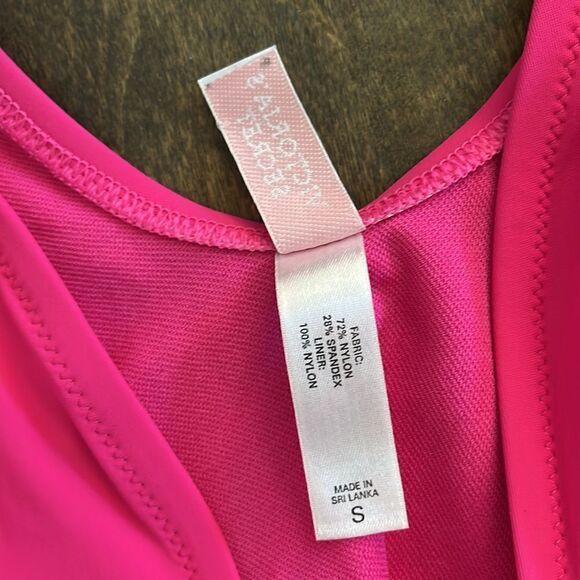 VICTORIA'S
SECRET
FABRIC:
72% NYLON
28% SPANDEX
LINER:
100% NYLON
MADE IN
SRI LANKA
S